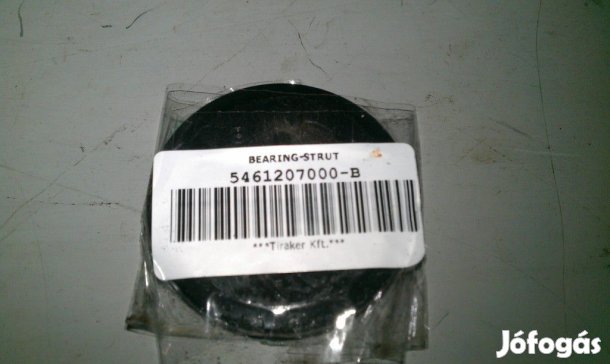 BEARING-STRUT
5461207000-B
***Tiraker Kft.***
Jófogás